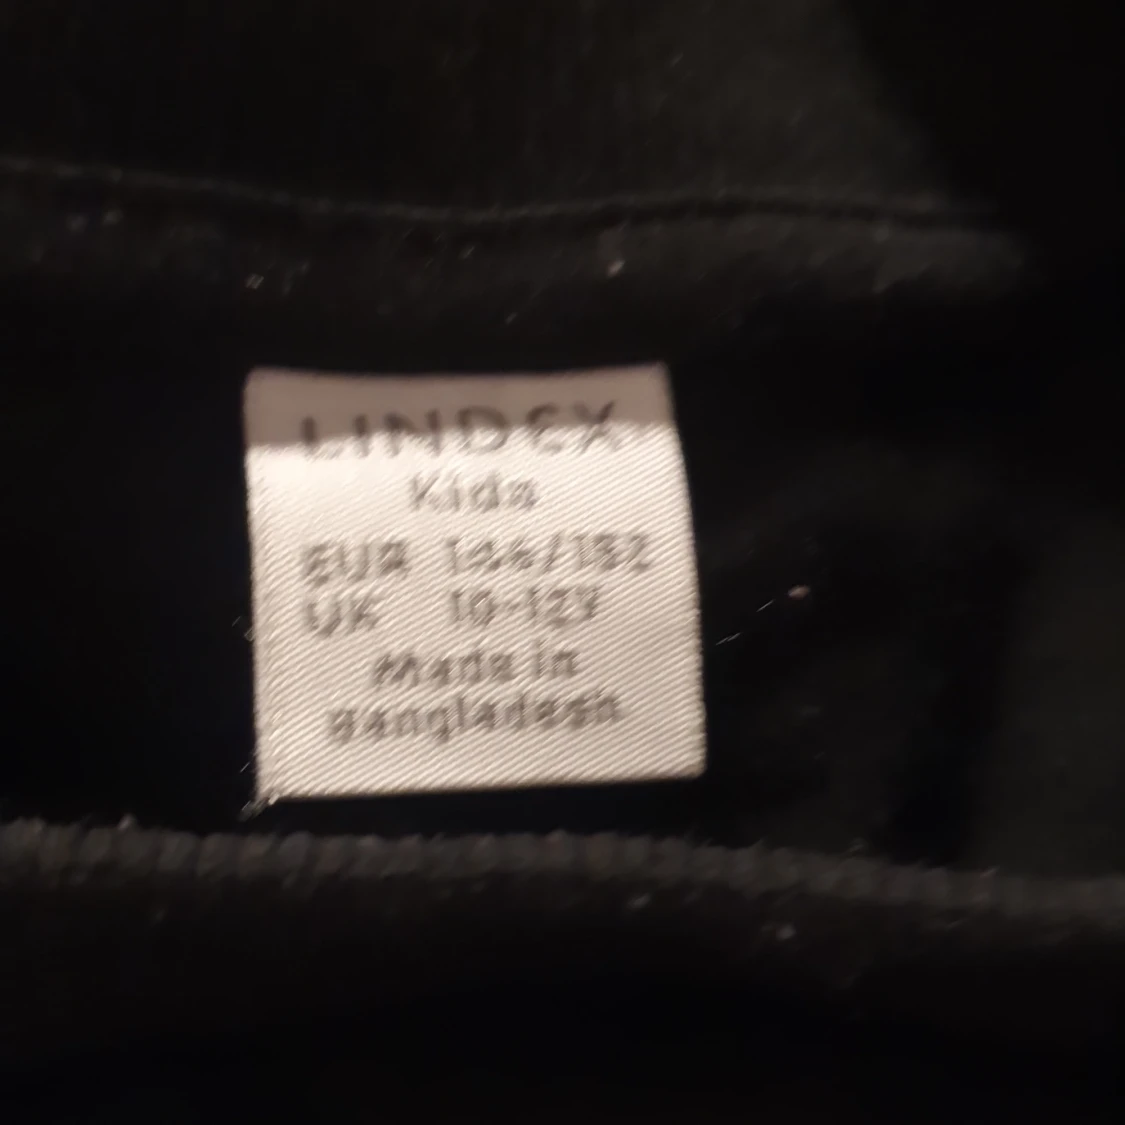 LINDEX
Kids
EUR 146/152
UK 10-12Y
Made in
Bangladesh